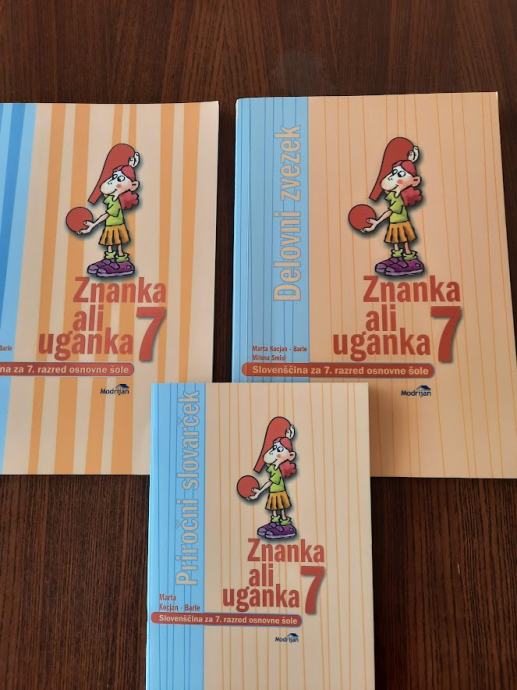 Znanka
ali
uganka 7
Barle
ina za 7. razred osnovne šole
Modrijan
Delovni zvezek
Znanka
ali
uganka 7
Marta Kocjan - Barle
Milena Smisl
Slovenščina za 7. razred osnovne šole
Modrijan
Priročni slovarček
Znanka
ali
uganka 7
Marta
Kocjan - Barle
Slovenščina za 7. razred osnovne šole
Modrijan